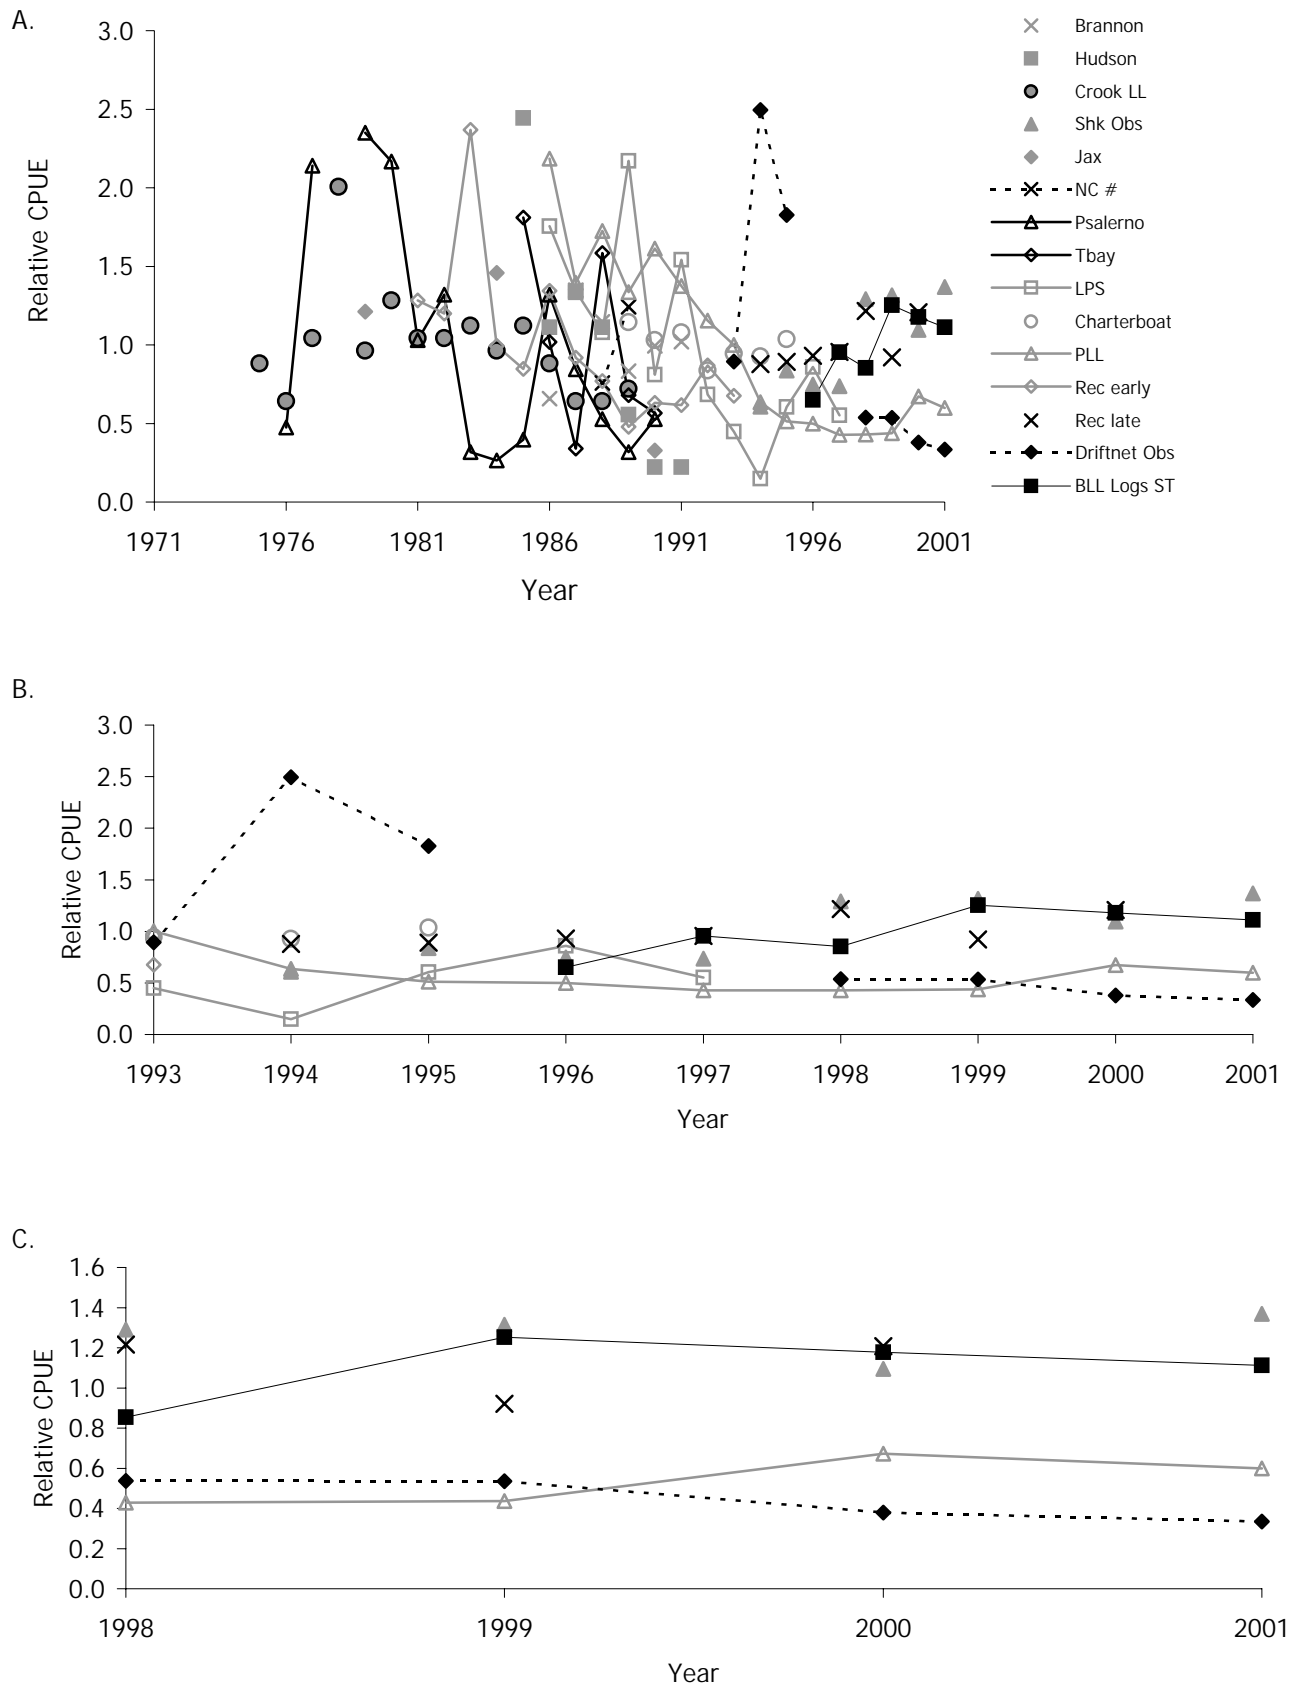 A.
Relative CPUE
3.0
2.5
2.0
1.5
1.0
0.5
0.0
1971 1976 1981 1986 1991 1996 2001
Year
Brannon
Hudson
Crook LL
Shk Obs
Jax
NC #
Psalerno
Tbay
LPS
Charterboat
PLL
Rec early
Rec late
Driftnet Obs
BLL Logs ST
B.
Relative CPUE
3.0
2.5
2.0
1.5
1.0
0.5
0.0
1993 1994 1995 1996 1997 1998 1999 2000 2001
Year
C.
Relative CPUE
1.6
1.4
1.2
1.0
0.8
0.6
0.4
0.2
0.0
1998 1999 2000 2001
Year